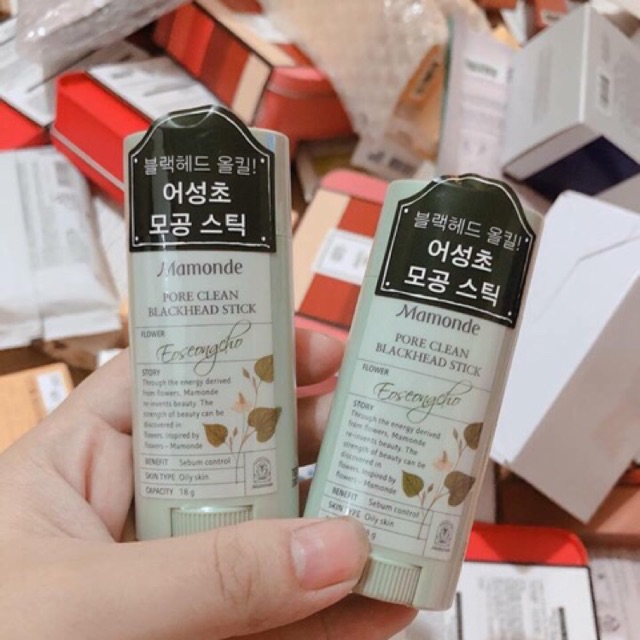 블랙헤드 올킬!
어성초
모공 스틱
Mamonde
PORE CLEAN
BLACKHEAD STICK
FLOWER
Eoseongcho
STORY
Through the energy derived
from flowers, Mamonde
re-invents beauty. The
strength of beauty can be
discovered in
flowers. Inspired by
flowers - Mamonde
BENEFIT Sebum control
SKIN TYPE Oily skin
CAPACITY 18 g
블랙헤드 올킬!
어성초
모공 스틱
Mamonde
PORE CLEAN
BLACKHEAD STICK
FLOWER
Eoseongcho
STORY
Through the energy derived
from flowers, Mamonde
re-invents beauty. The
strength of beauty can be
discovered in
flowers. Inspired by
flowers - Mamonde
BENEFIT Sebum control
SKIN TYPE Oily skin
g